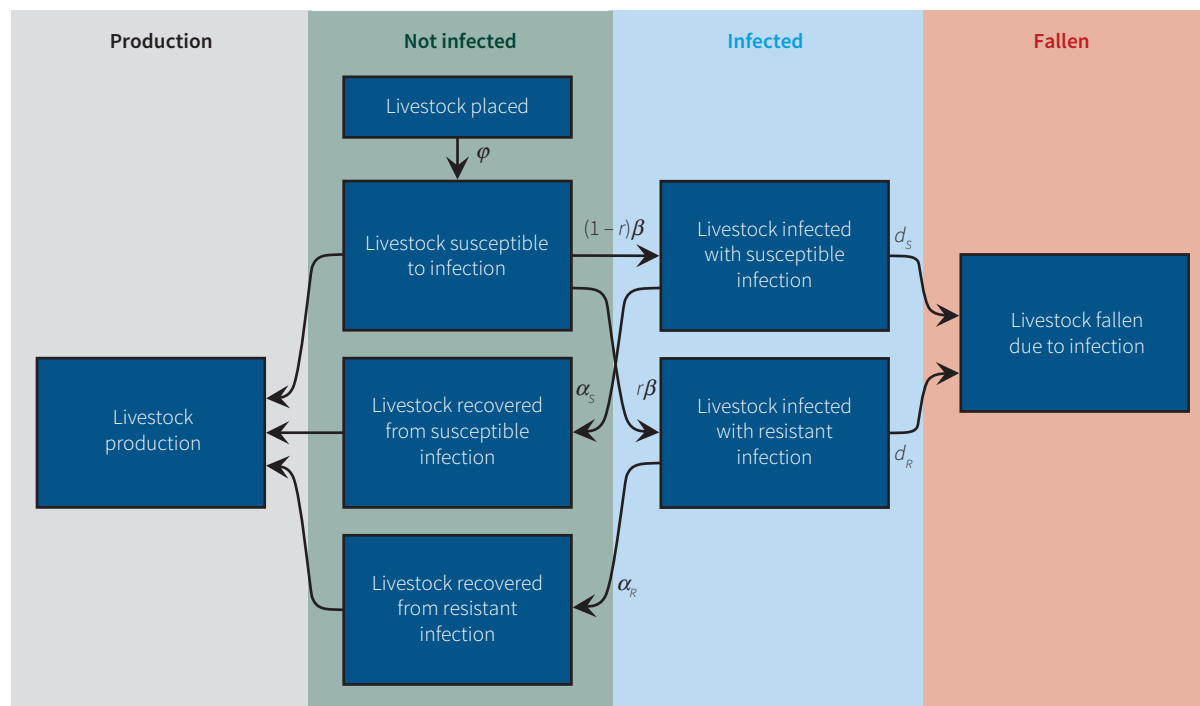 Production
Not infected
Infected
Fallen
Livestock placed
φ
Livestock susceptible
to infection
(1 – r)β
Livestock infected
with susceptible
infection
d_S
Livestock fallen
due to infection
Livestock
production
Livestock recovered
from susceptible
infection
α_S
rβ
Livestock infected
with resistant
infection
d_R
Livestock recovered
from resistant
infection
α_R